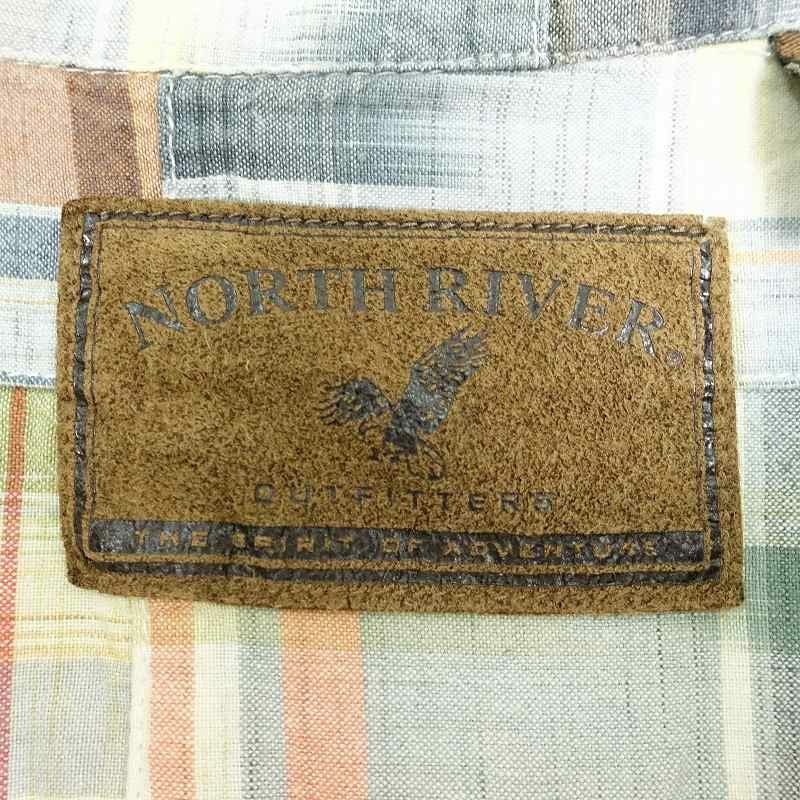 NORTH RIVER®
OUTFITTERS
THE SPIRIT OF ADVENTURE